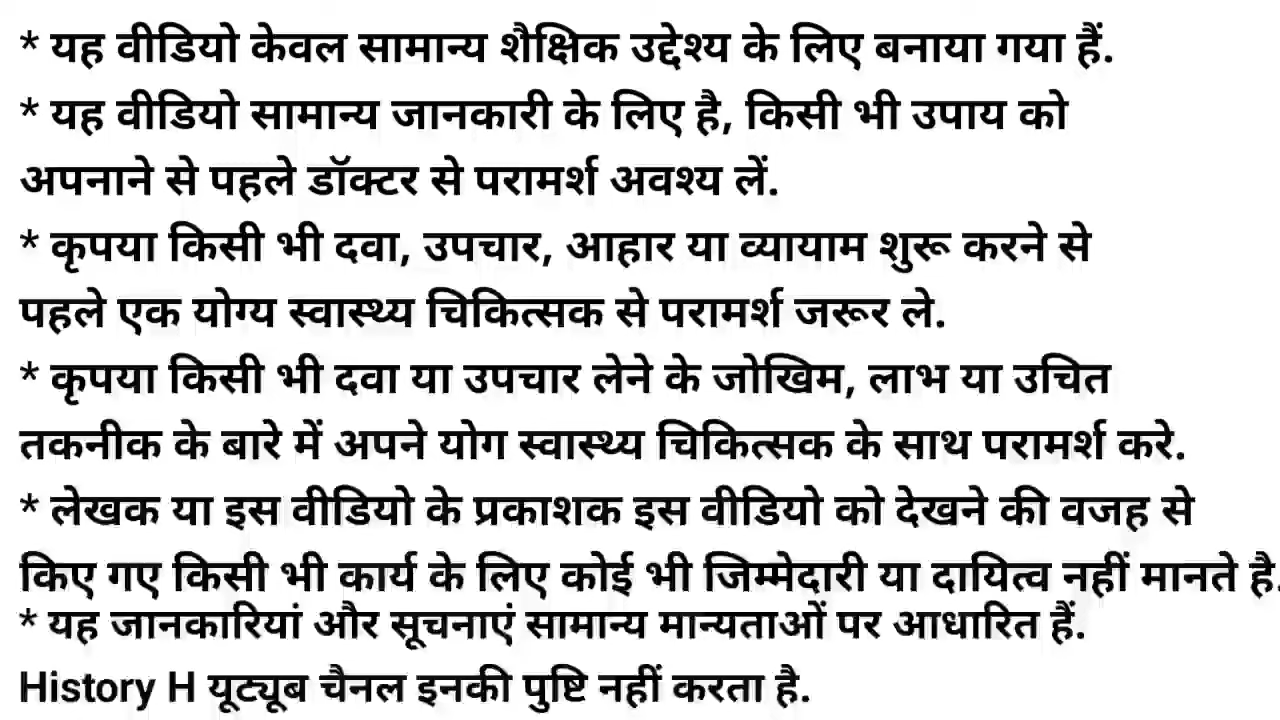 * यह वीडियो केवल सामान्य शैक्षिक उद्देश्य के लिए बनाया गया हैं.
* यह वीडियो सामान्य जानकारी के लिए है, किसी भी उपाय को
अपनाने से पहले डॉक्टर से परामर्श अवश्य लें.
* कृपया किसी भी दवा, उपचार, आहार या व्यायाम शुरू करने से
पहले एक योग्य स्वास्थ्य चिकित्सक से परामर्श जरूर ले.
* कृपया किसी भी दवा या उपचार लेने के जोखिम, लाभ या उचित
तकनीक के बारे में अपने योग स्वास्थ्य चिकित्सक के साथ परामर्श करे.
* लेखक या इस वीडियो के प्रकाशक इस वीडियो को देखने की वजह से
किए गए किसी भी कार्य के लिए कोई भी जिम्मेदारी या दायित्व नहीं मानते है.
* यह जानकारियां और सूचनाएं सामान्य मान्यताओं पर आधारित हैं.
History H यूट्यूब चैनल इनकी पुष्टि नहीं करता है.